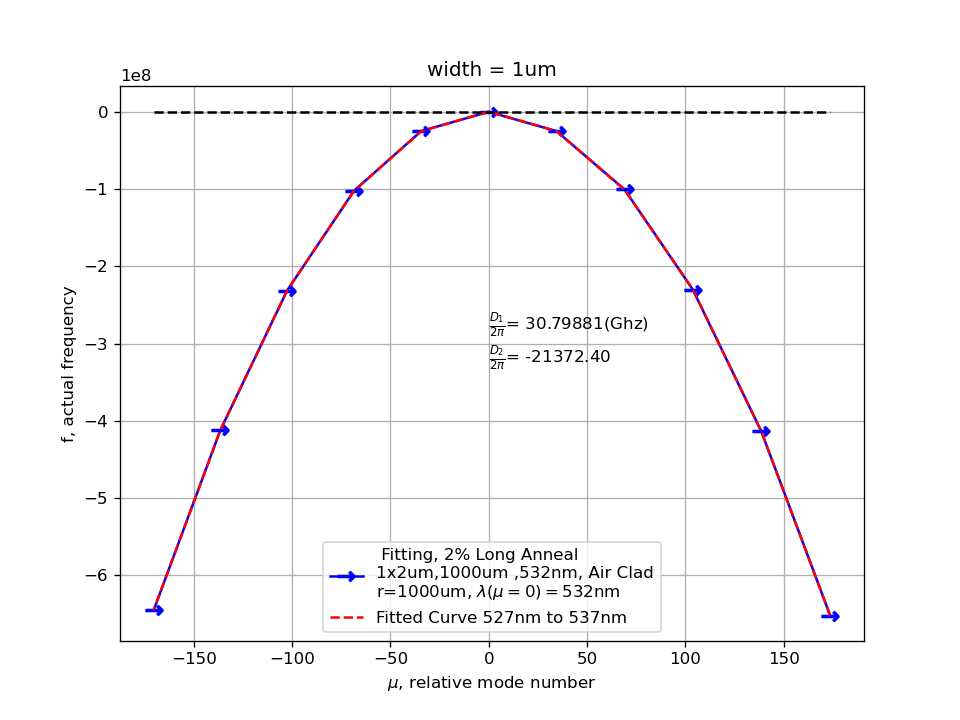 width = 1um
1e8
0
−1
−2
−3
−4
−5
−6
f, actual frequency
D₁/2π = 30.79881(Ghz)
D₂/2π = -21372.40
Fitting, 2% Long Anneal
1x2um,1000um ,532nm, Air Clad
r=1000um, λ(μ = 0) = 532nm
Fitted Curve 527nm to 537nm
−150 −100 −50 0 50 100 150
μ, relative mode number